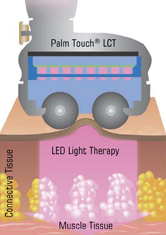 Palm Touch® LCT
LED Light Therapy
Connective Tissue
Muscle Tissue